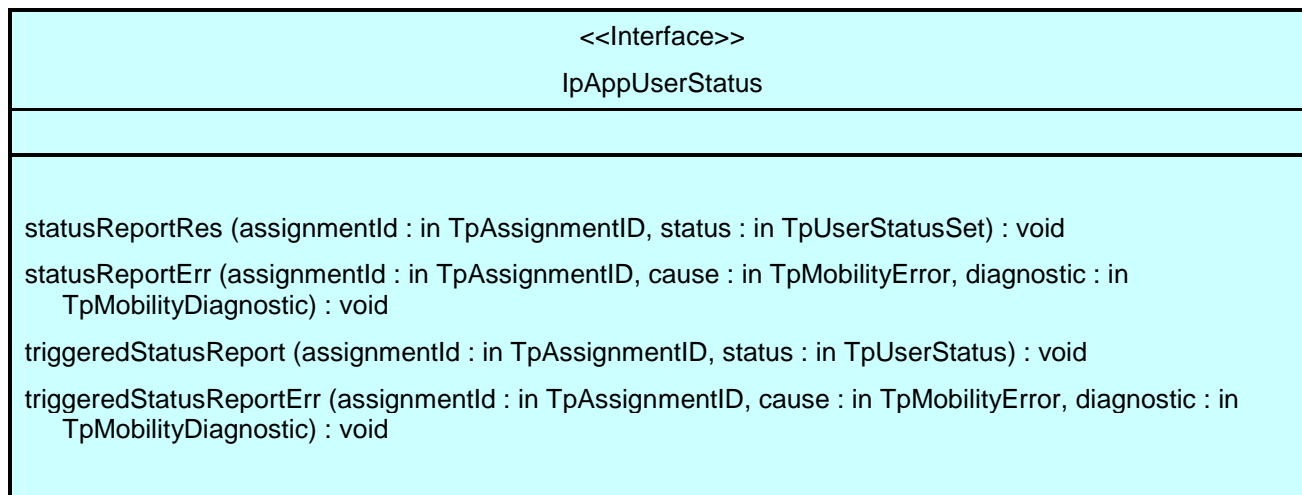 <<Interface>>
IpAppUserStatus
statusReportRes (assignmentId : in TpAssignmentID, status : in TpUserStatusSet) : void
statusReportErr (assignmentId : in TpAssignmentID, cause : in TpMobilityError, diagnostic : in
TpMobilityDiagnostic) : void
triggeredStatusReport (assignmentId : in TpAssignmentID, status : in TpUserStatus) : void
triggeredStatusReportErr (assignmentId : in TpAssignmentID, cause : in TpMobilityError, diagnostic : in
TpMobilityDiagnostic) : void